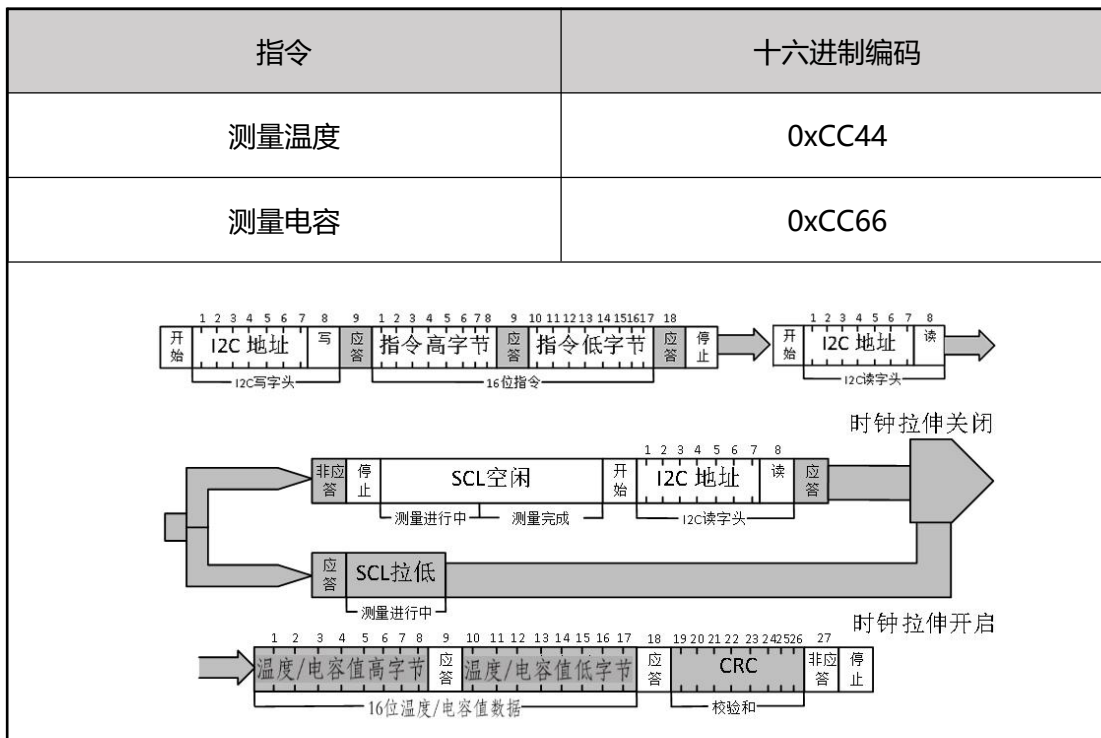 指令 十六进制编码
测量温度 0xCC44
测量电容 0xCC66
1 2 3 4 5 6 7 8 9 1 2 3 4 5 6 7 8 9 10 11 12 13 14 15 16 17 18 1 2 3 4 5 6 7 8
开始 I2C 地址 写 应答 指令高字节 应答 指令低字节 应答 停止 开始 I2C 地址 读
I2C写字头 16位指令 I2C读字头
时钟拉伸关闭
1 2 3 4 5 6 7 8
非应答 停止 SCL空闲 开始 I2C 地址 读 应答
测量进行中 测量完成 I2C读字头
应答 SCL拉低
测量进行中
时钟拉伸开启
1 2 3 4 5 6 7 8 9 10 11 12 13 14 15 16 17 18 19 20 21 22 23 24 25 26 27
温度/电容值高字节 应答 温度/电容值低字节 应答 CRC 非应答 停止
16位温度/电容值数据 校验和